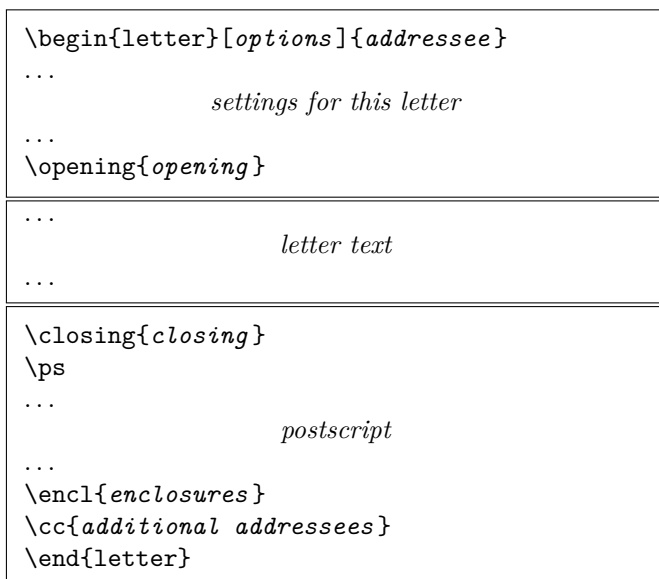 \begin{letter}[options]{addressee}
...
settings for this letter
...
\opening{opening}
...
letter text
...
\closing{closing}
\ps
...
postscript
...
\encl{enclosures}
\cc{additional addressees}
\end{letter}